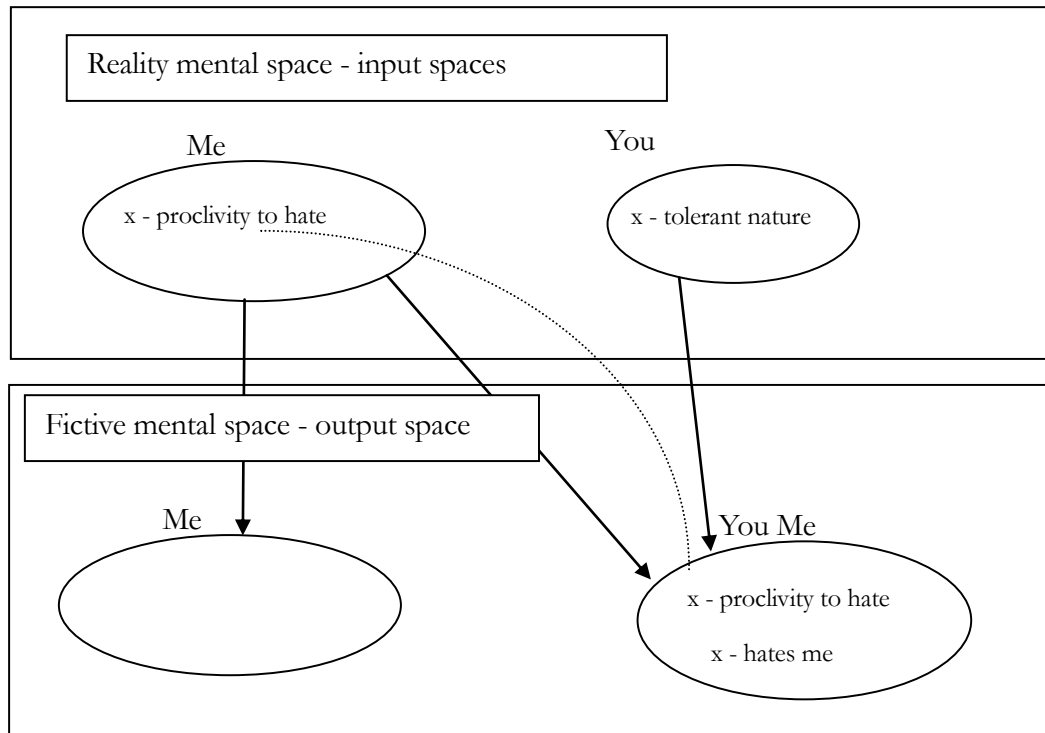 Reality mental space - input spaces
Me
You
x - proclivity to hate
x - tolerant nature
Fictive mental space - output space
Me
You Me
x - proclivity to hate
x - hates me